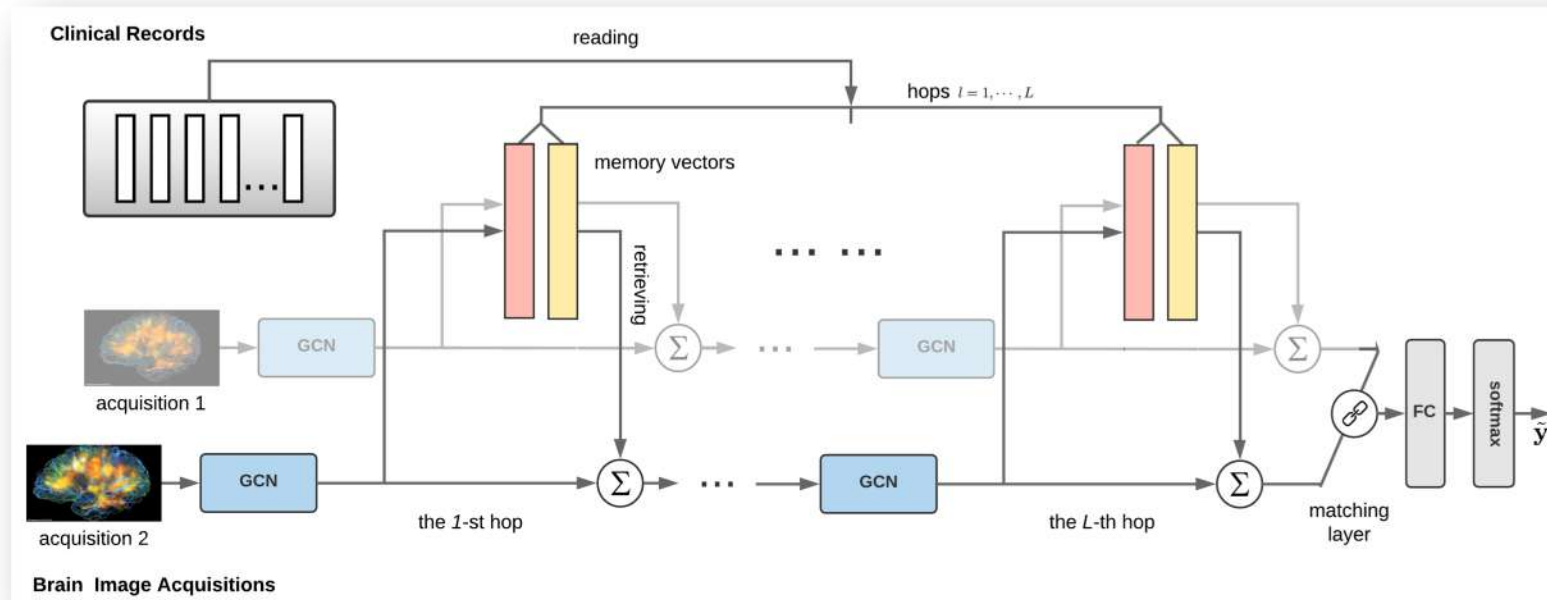 Clinical Records
reading
hops l = 1, ⋯ , L
memory vectors
retrieving
... ...
GCN
Σ
...
GCN
Σ
acquisition 1
FC
softmax
ỹ
GCN
Σ
...
GCN
Σ
acquisition 2
the 1-st hop
the L-th hop
matching
layer
Brain Image Acquisitions